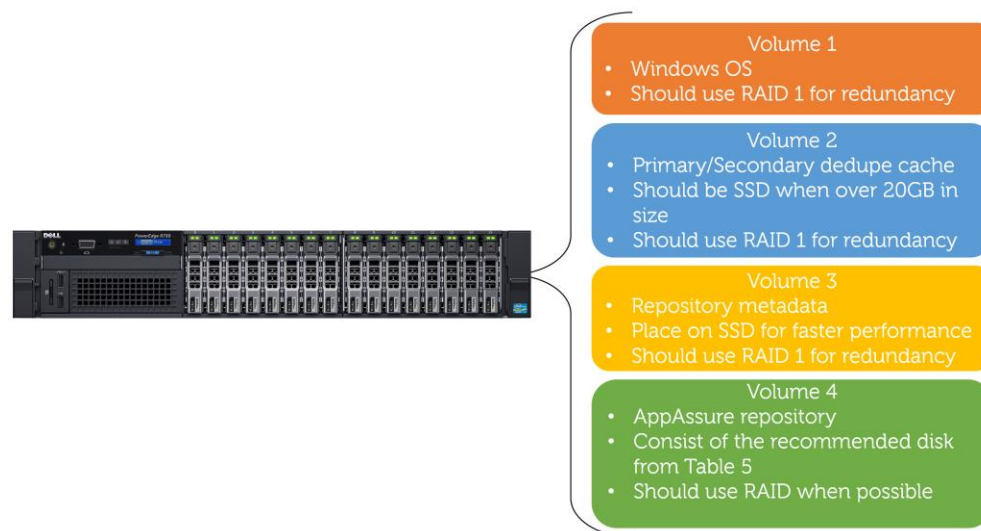 Volume 1
• Windows OS
• Should use RAID 1 for redundancy
Volume 2
• Primary/Secondary dedupe cache
• Should be SSD when over 20GB in
size
• Should use RAID 1 for redundancy
DELL
Volume 3
• Repository metadata
• Place on SSD for faster performance
• Should use RAID 1 for redundancy
Volume 4
• AppAssure repository
• Consist of the recommended disk
from Table 5
• Should use RAID when possible